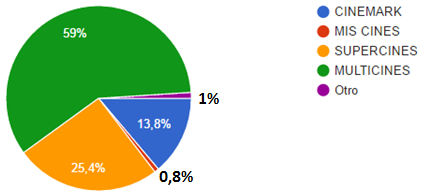 59%
1%
13,8%
0,8%
25,4%
CINEMARK
MIS CINES
SUPERCINES
MULTICINES
Otro